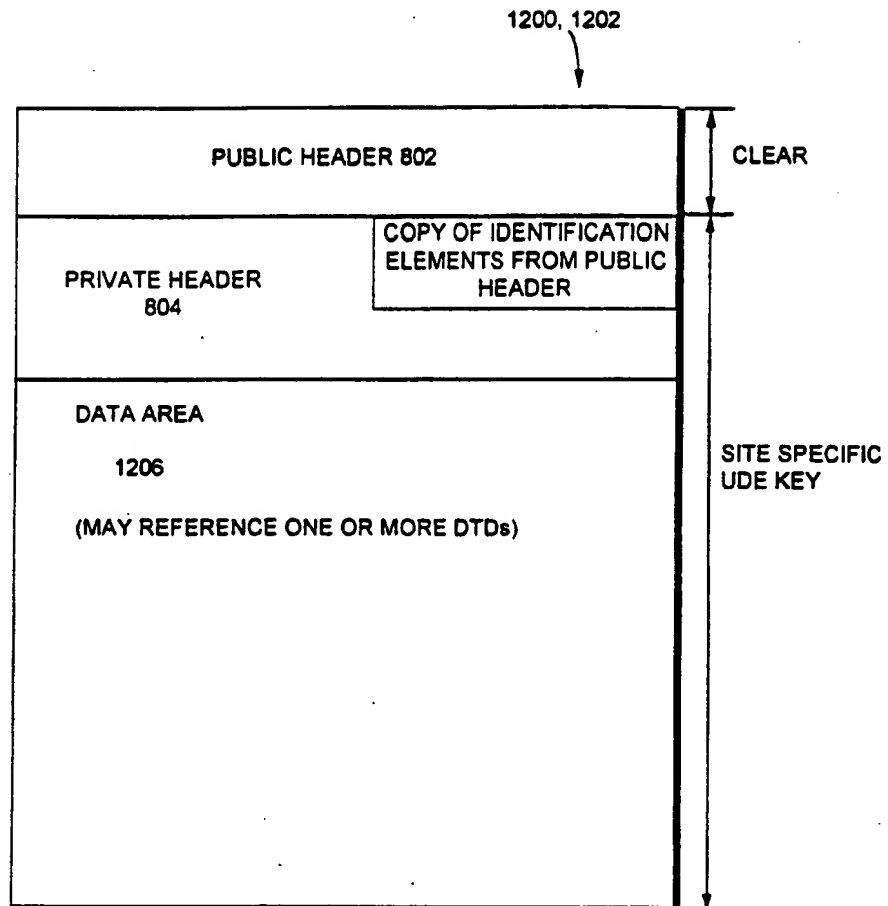 1200, 1202
PUBLIC HEADER 802
CLEAR
COPY OF IDENTIFICATION
ELEMENTS FROM PUBLIC
HEADER
PRIVATE HEADER
804
DATA AREA
1206
(MAY REFERENCE ONE OR MORE DTDs)
SITE SPECIFIC
UDE KEY